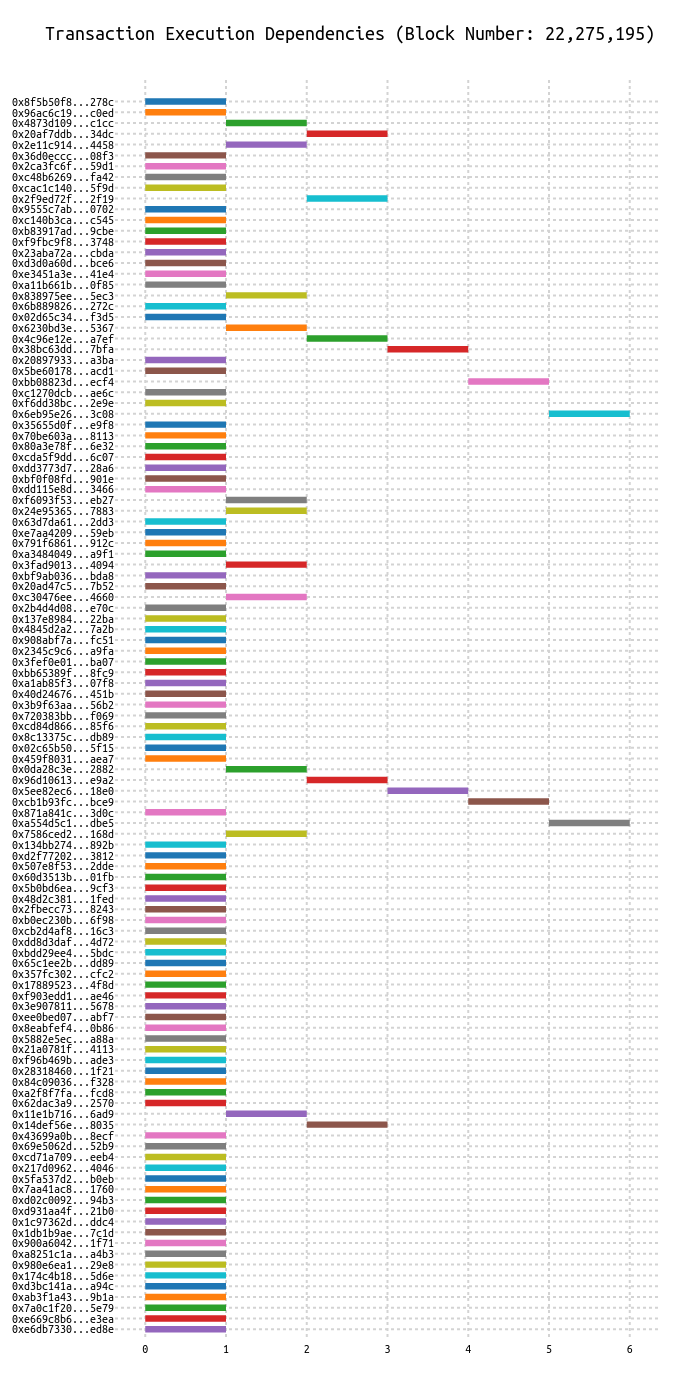 Transaction Execution Dependencies (Block Number: 22,275,195)
0x8f5b50f8...278c
0x96ac6c19...c0ed
0x4873d109...c1cc
0x20af7ddb...34dc
0x2e11c914...4458
0x36d0eccc...08f3
0x2ca3fc6f...59d1
0xc48b6269...fa42
0xcac1c140...5f9d
0x2f9ed72f...2f19
0x9555c7ab...0702
0xc140b3ca...c545
0xb83917ad...9cbe
0xf9fbc9f8...3748
0x23aba72a...cbda
0xd3d0a60d...bce6
0xe3451a3e...41e4
0xa11b661b...0f85
0x838975ee...5ec3
0x6b889826...272c
0x02d65c34...f3d5
0x6230bd3e...5367
0x4c96e12e...a7ef
0x38bc63dd...7bfa
0x20897933...a3ba
0x5be60178...acd1
0xbb08823d...ecf4
0xc1270dcb...ae6c
0xf6dd38bc...2e9e
0x6eb95e26...3c08
0x35655d0f...e9f8
0x70be603a...8113
0x80a3e78f...6e32
0xcda5f9dd...6c07
0xdd3773d7...28a6
0xbf0f08fd...901e
0xdd115e8d...3466
0xf6093f53...eb27
0x24e95365...7883
0x63d7da61...2dd3
0xe7aa4209...59eb
0x791f6861...912c
0xa3484049...a9f1
0x3fad9013...4094
0xbf9ab036...bda8
0x20ad47c5...7b52
0xc30476ee...4660
0x2b4d4d08...e70c
0x137e8984...22ba
0x4845d2a2...7a2b
0x908abf7a...fc51
0x2345c9c6...a9fa
0x3fef0e01...ba07
0xbb65389f...8fc9
0xa1ab85f3...07f8
0x40d24676...451b
0x3b9f63aa...56b2
0x720383bb...f069
0xcd84d866...85f6
0x8c13375c...db89
0x02c65b50...5f15
0x459f8031...aea7
0x0da28c3e...2882
0x96d10613...e9a2
0x5ee82ec6...18e0
0xcb1b93fc...bce9
0x871a841c...3d0c
0xa554d5c1...dbe5
0x7586ced2...168d
0x134bb274...892b
0xd2f77202...3812
0x507e8f53...2dde
0x60d3513b...01fb
0x5b0bd6ea...9cf3
0x48d2c381...1fed
0x2fbecc73...8243
0xb0ec230b...6f98
0xcb2d4af8...16c3
0xdd8d3daf...4d72
0xbdd29ee4...5bdc
0x65c1ee2b...dd89
0x357fc302...cfc2
0x17889523...4f8d
0xf903edd1...ae46
0x3e907811...5678
0xee0bed07...abf7
0x8eabfef4...0b86
0x5882e5ec...a88a
0x21a0781f...4113
0xf96b469b...ade3
0x28318460...1f21
0x84c09036...f328
0xa2f8f7fa...fcd8
0x62dac3a9...2570
0x11e1b716...6ad9
0x14def56e...8035
0x43699a0b...8ecf
0x69e5062d...52b9
0xcd71a709...eeb4
0x217d0962...4046
0x5fa537d2...b0eb
0x7aa41ac8...1760
0xd02c0092...94b3
0xd931aa4f...21b0
0x1c97362d...ddc4
0x1db1b9ae...7c1d
0x900a6042...1f71
0xa8251c1a...a4b3
0x980e6ea1...29e8
0x174c4b18...5d6e
0xd3bc141a...a94c
0xab3f1a43...9b1a
0x7a0c1f20...5e79
0xe669c8b6...e3ea
0xe6db7330...ed8e
0 1 2 3 4 5 6